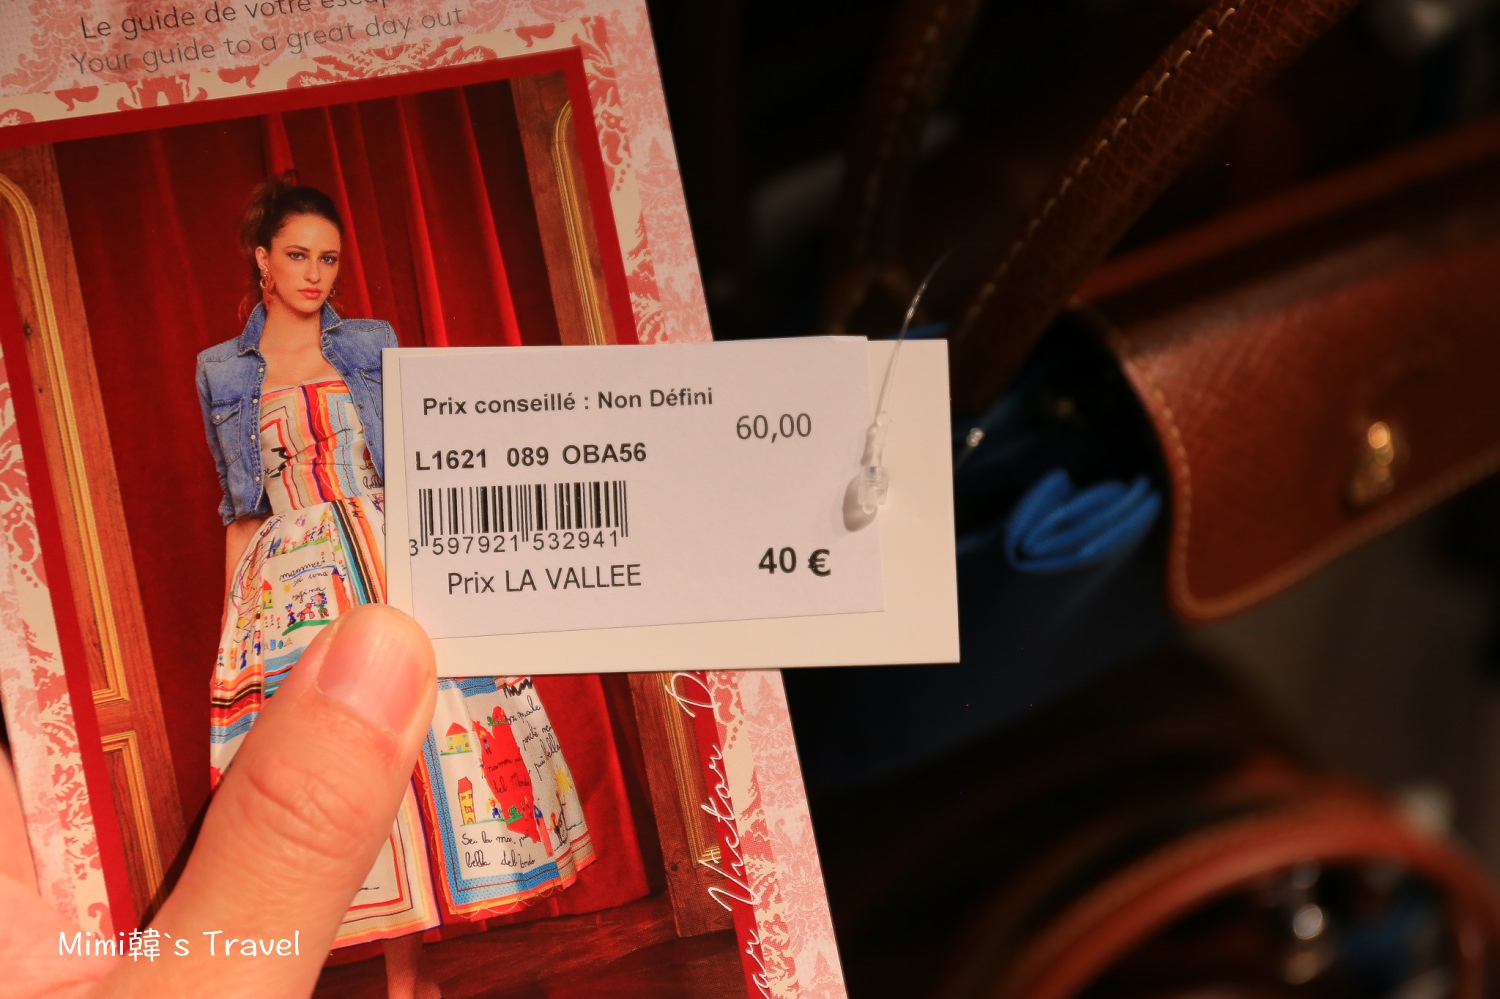 Le guide de votre
Your guide to a great day out
Prix conseillé : Non Défini
60,00
L1621 089 OBA56
3 597921 532941
Prix LA VALLEE
40 €
Victor
Mimi韓`s Travel